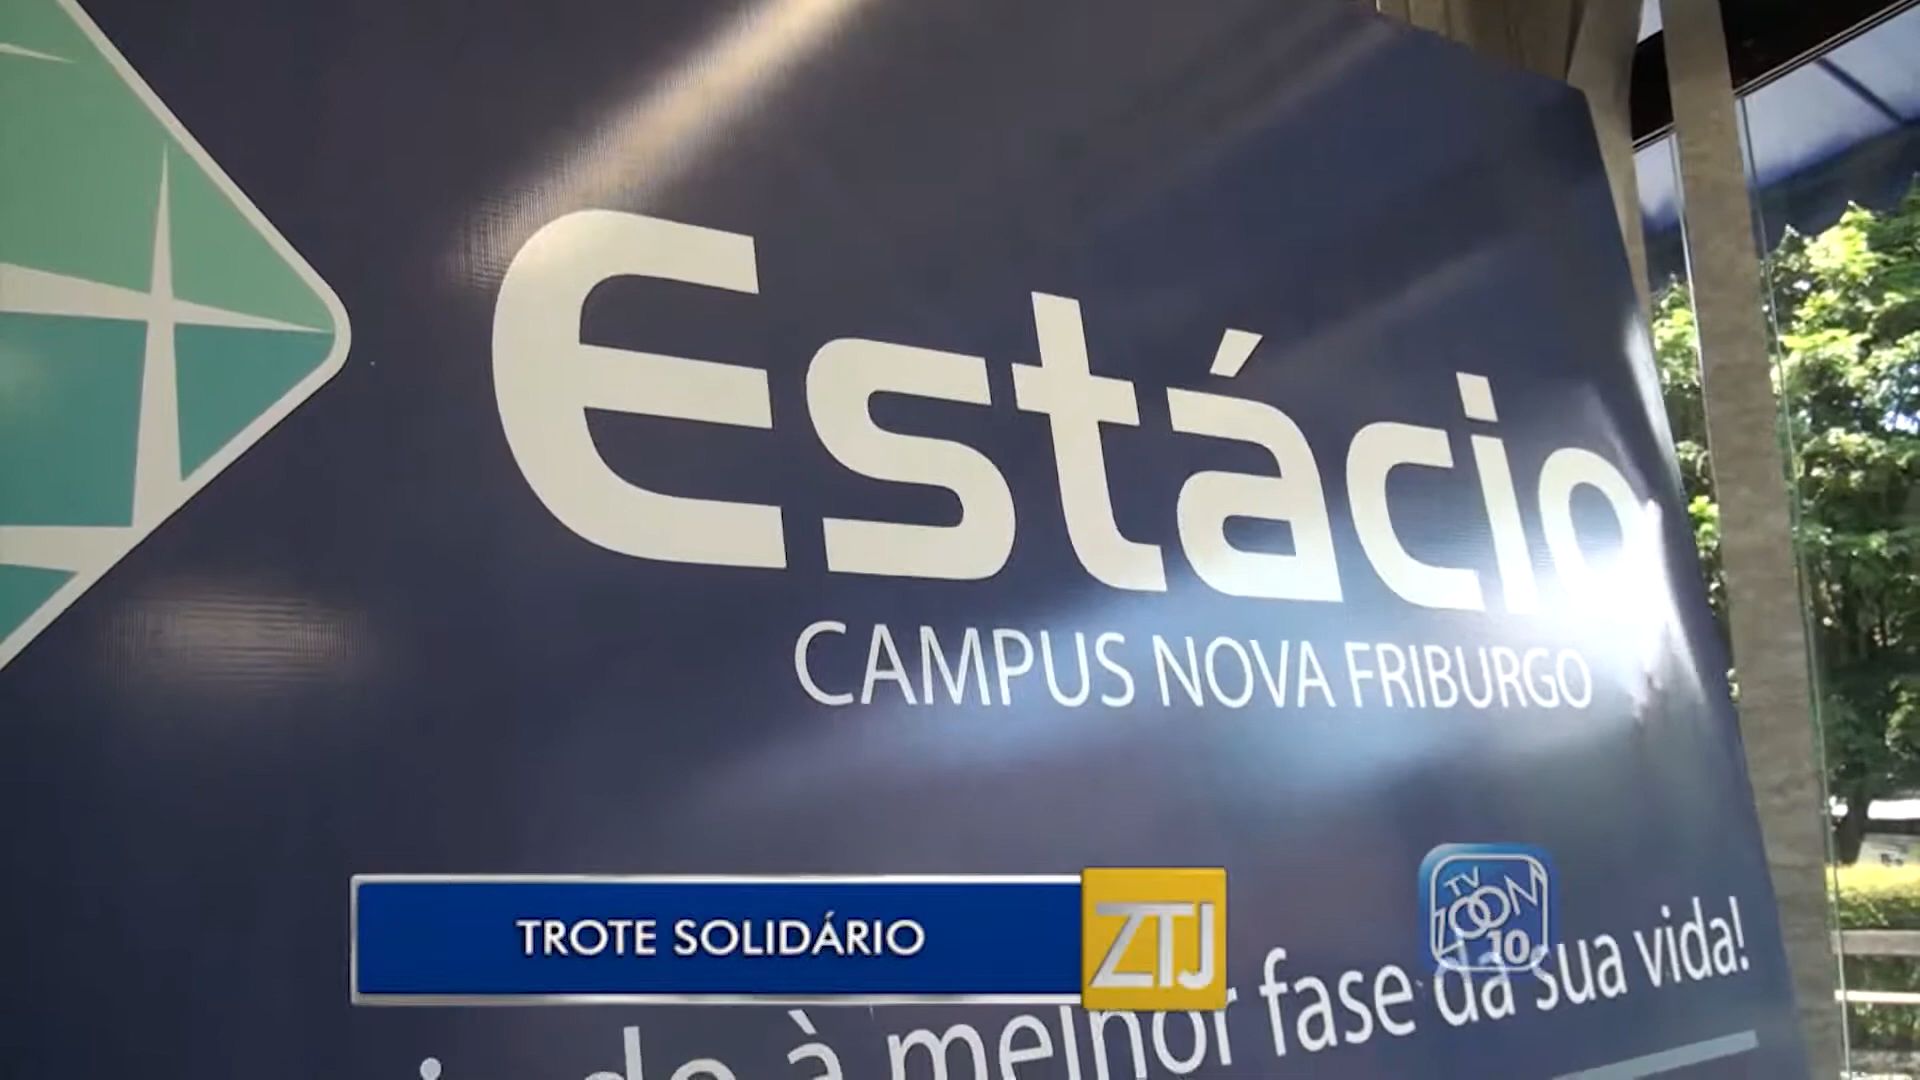 Estácio
CAMPUS NOVA FRIBURGO
TROTE SOLIDÁRIO
ZTJ
TV
ZOOM
10
à melhor fase da sua vida!